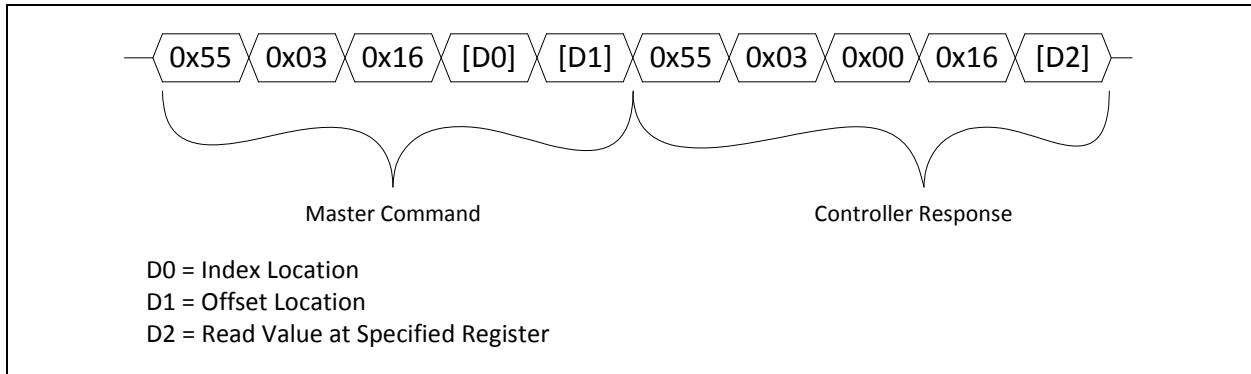 0x55 0x03 0x16 [D0] [D1] 0x55 0x03 0x00 0x16 [D2]
Master Command Controller Response
D0 = Index Location
D1 = Offset Location
D2 = Read Value at Specified Register